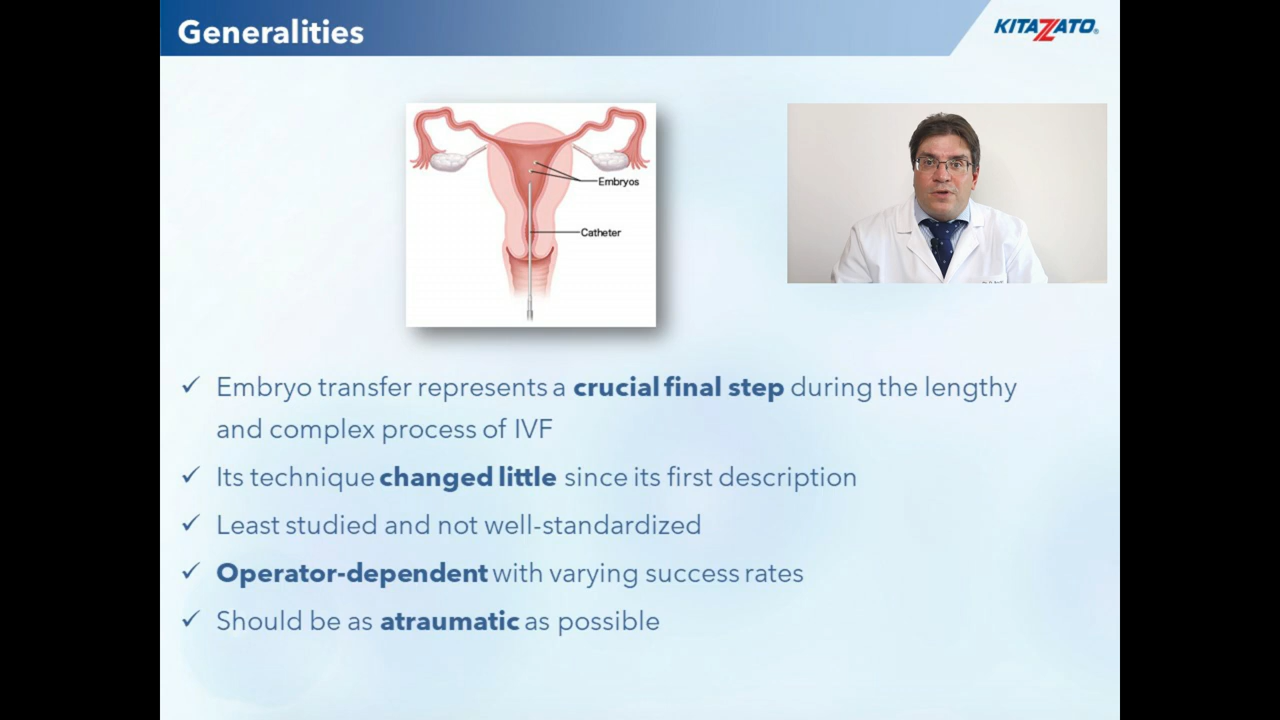 Generalities
KITAZATO®
Embryos
Catheter
✓ Embryo transfer represents a crucial final step during the lengthy
and complex process of IVF
✓ Its technique changed little since its first description
✓ Least studied and not well-standardized
✓ Operator-dependent with varying success rates
✓ Should be as atraumatic as possible